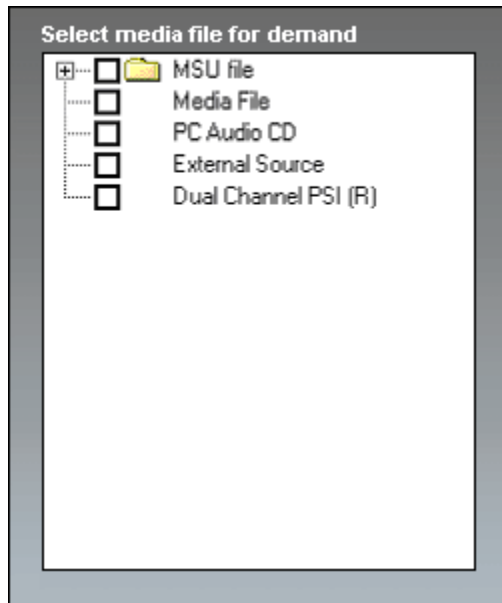 Select media file for demand
MSU file
Media File
PC Audio CD
External Source
Dual Channel PSI (R)